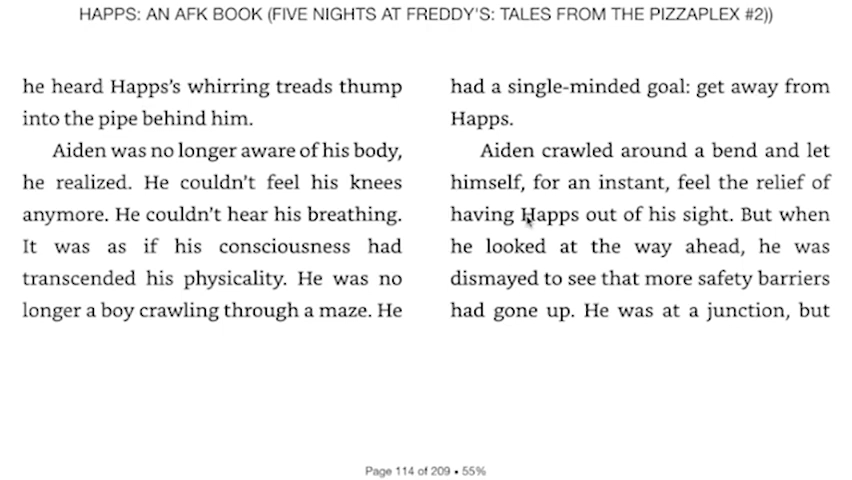 HAPPS: AN AFK BOOK (FIVE NIGHTS AT FREDDY'S: TALES FROM THE PIZZAPLEX #2))
he heard Happs's whirring treads thump
into the pipe behind him.
Aiden was no longer aware of his body,
he realized. He couldn't feel his knees
anymore. He couldn't hear his breathing.
It was as if his consciousness had
transcended his physicality. He was no
longer a boy crawling through a maze. He
had a single-minded goal: get away from
Happs.
Aiden crawled around a bend and let
himself, for an instant, feel the relief of
having Happs out of his sight. But when
he looked at the way ahead, he was
dismayed to see that more safety barriers
had gone up. He was at a junction, but
Page 114 of 209 • 55%